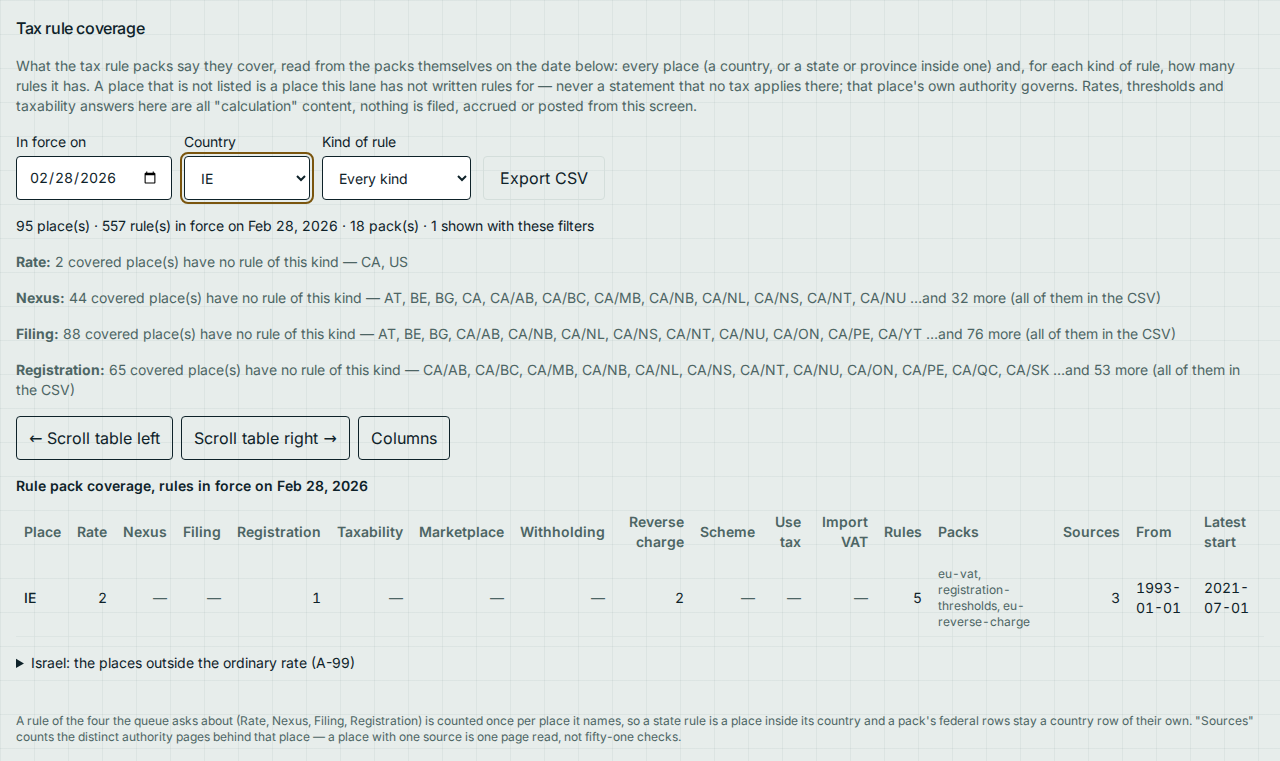 Tax rule coverage
What the tax rule packs say they cover, read from the packs themselves on the date below: every place (a country, or a state or province inside one) and, for each kind of rule, how many
rules it has. A place that is not listed is a place this lane has not written rules for — never a statement that no tax applies there; that place's own authority governs. Rates, thresholds and
taxability answers here are all "calculation" content, nothing is filed, accrued or posted from this screen.
In force on Country Kind of rule
02/28/2026 IE Every kind Export CSV
95 place(s) · 557 rule(s) in force on Feb 28, 2026 · 18 pack(s) · 1 shown with these filters
Rate: 2 covered place(s) have no rule of this kind — CA, US
Nexus: 44 covered place(s) have no rule of this kind — AT, BE, BG, CA, CA/AB, CA/BC, CA/MB, CA/NB, CA/NL, CA/NS, CA/NT, CA/NU …and 32 more (all of them in the CSV)
Filing: 88 covered place(s) have no rule of this kind — AT, BE, BG, CA/AB, CA/NB, CA/NL, CA/NS, CA/NT, CA/NU, CA/ON, CA/PE, CA/YT …and 76 more (all of them in the CSV)
Registration: 65 covered place(s) have no rule of this kind — CA/AB, CA/BC, CA/MB, CA/NB, CA/NL, CA/NS, CA/NT, CA/NU, CA/ON, CA/PE, CA/QC, CA/SK …and 53 more (all of them in
the CSV)
← Scroll table left Scroll table right → Columns
Rule pack coverage, rules in force on Feb 28, 2026
Place Rate Nexus Filing Registration Taxability Marketplace Withholding Reverse charge Scheme Use tax Import VAT Rules Packs Sources From Latest start
IE 2 — — 1 — — — 2 — — — 5 eu-vat, registration-thresholds, eu-reverse-charge 3 1993-01-01 2021-07-01
▶ Israel: the places outside the ordinary rate (A-99)
A rule of the four the queue asks about (Rate, Nexus, Filing, Registration) is counted once per place it names, so a state rule is a place inside its country and a pack's federal rows stay a country row of their own. "Sources"
counts the distinct authority pages behind that place — a place with one source is one page read, not fifty-one checks.